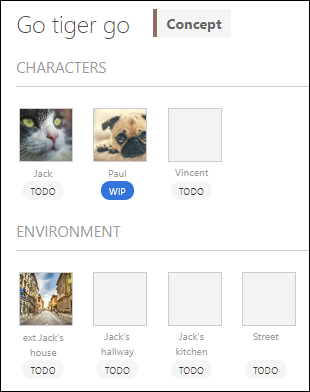 Go tiger go
Concept
CHARACTERS
Jack
Paul
Vincent
TODO
WIP
TODO
ENVIRONMENT
ext Jack's
house
Jack's
hallway
Jack's
kitchen
Street
TODO
TODO
TODO
TODO